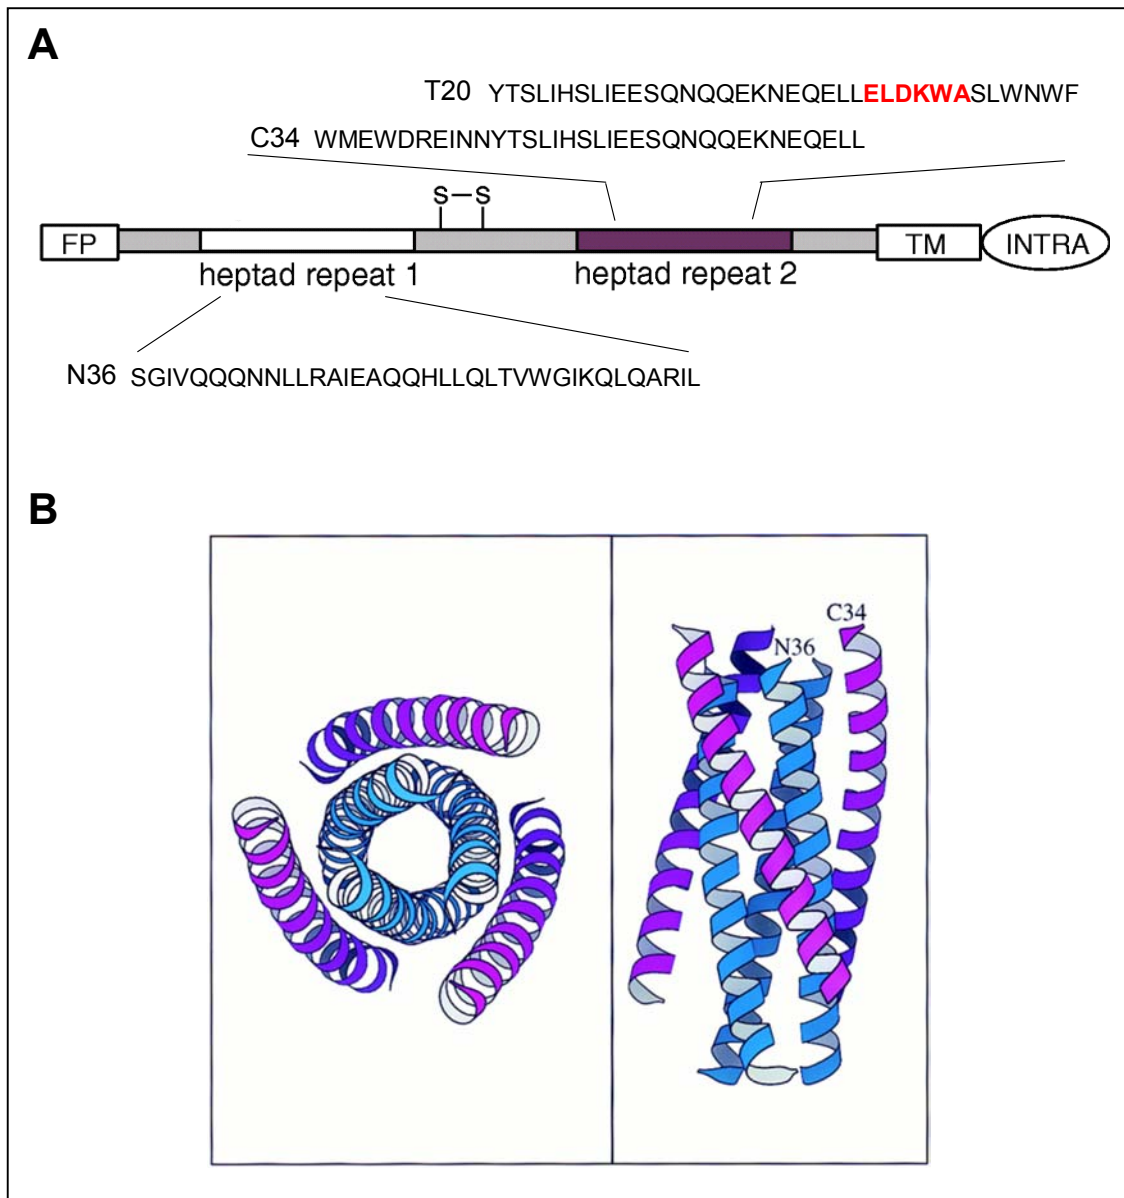 A
T20 YTSLIHSLIEESQNQQEKNEQELLELDKWASLWNWF
C34 WMEWDREINNYTSLIHSLIEESQNQQEKNEQELL
S–S
FP TM INTRA
heptad repeat 1 heptad repeat 2
N36 SGIVQQQNNLLRAIEAQQHLLQLTVWGIKQLQARIL
B
C34
N36